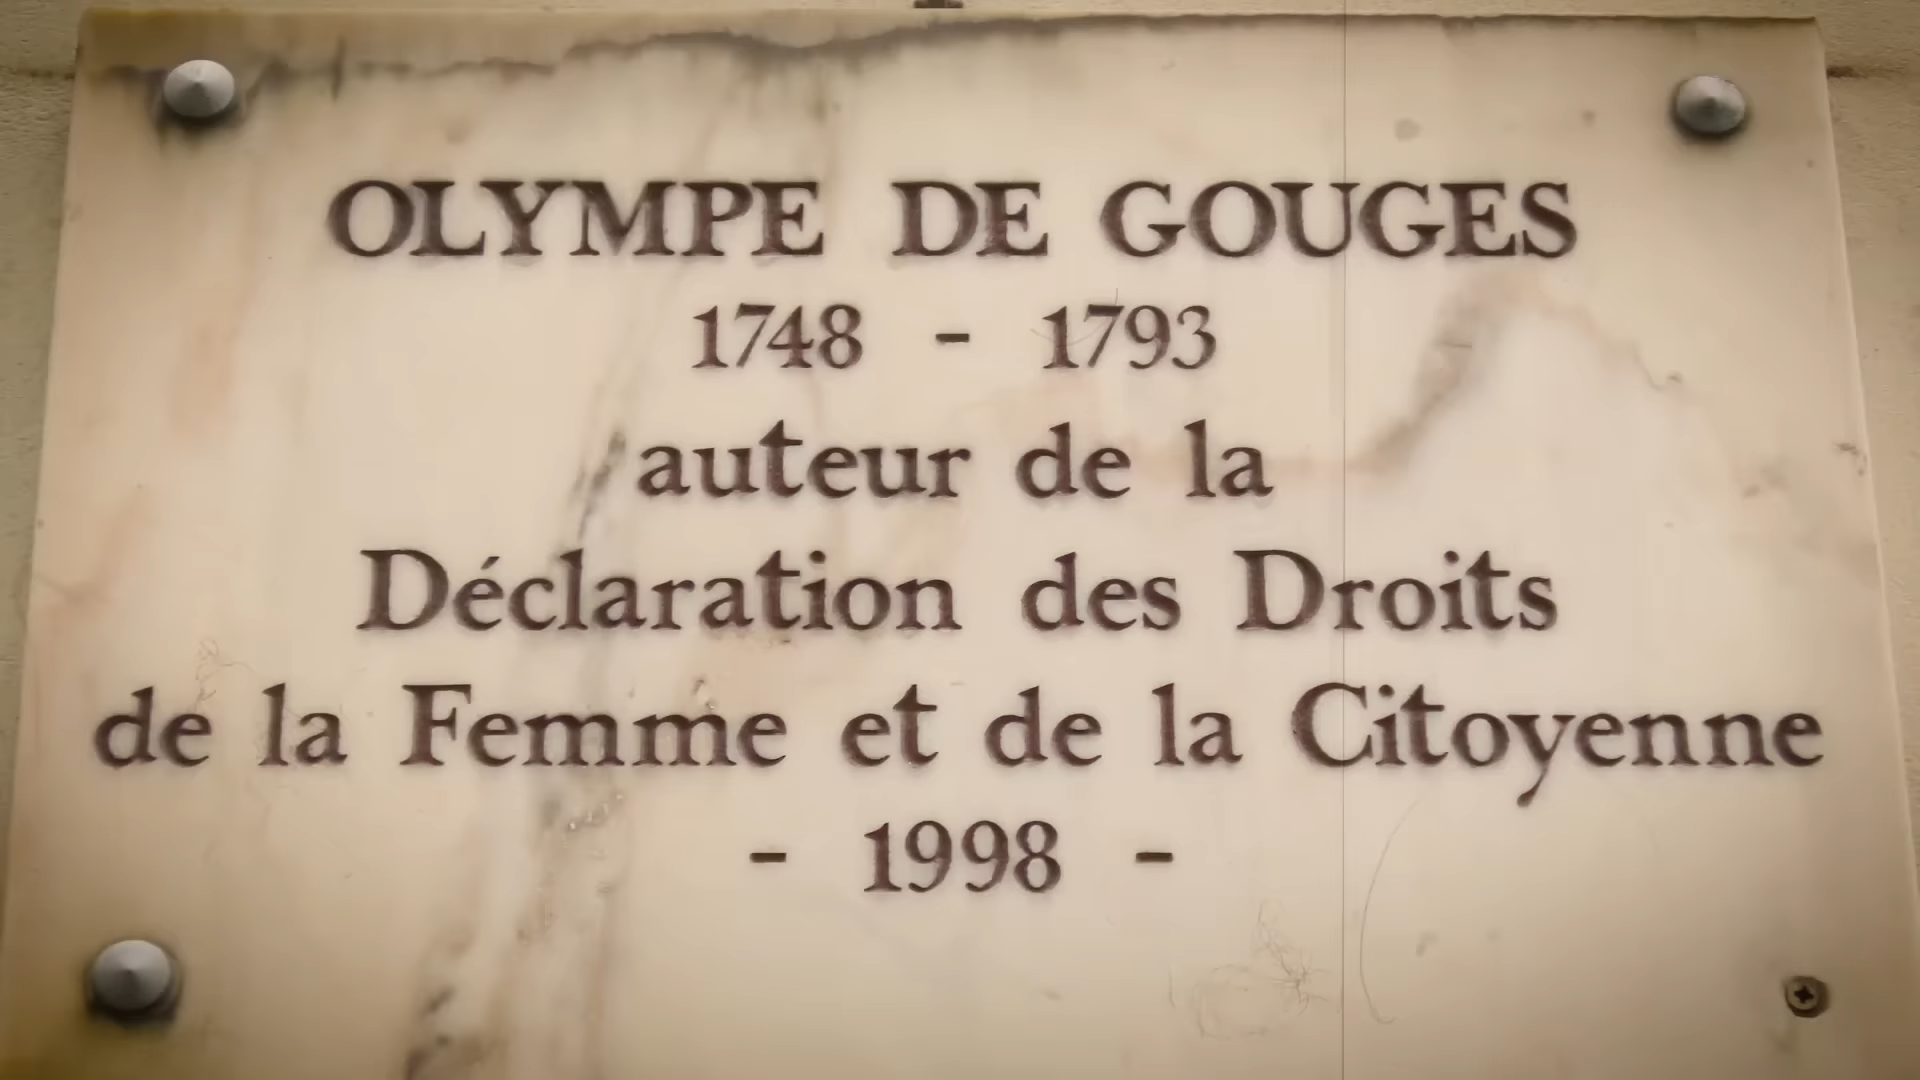 OLYMPE DE GOUGES
1748 - 1793
auteur de la
Déclaration des Droits
de la Femme et de la Citoyenne
- 1998 -